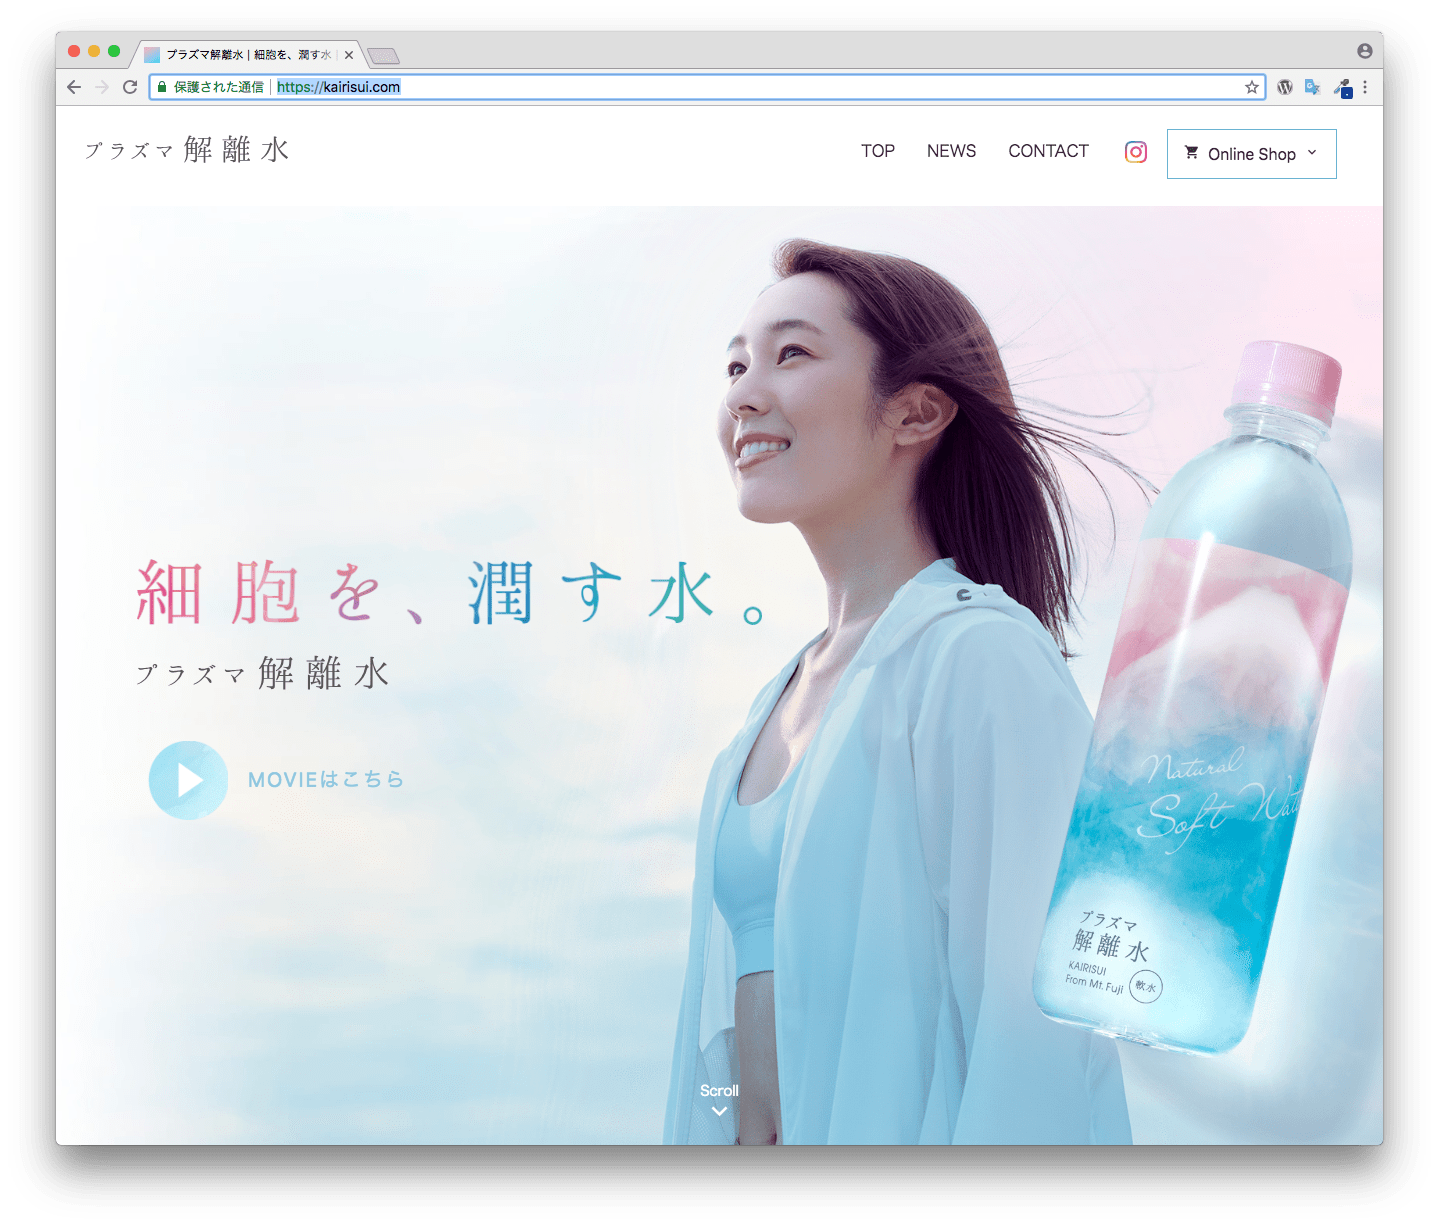 プラズマ解離水 | 細胞を、潤す水 |
保護された通信 | https://kairisui.com
プラズマ 解離水
TOP NEWS CONTACT Online Shop
細胞を、潤す水。
プラズマ 解離水
MOVIEはこちら
Natural
Soft Wat
プラズマ
解離水
KAIRISUI
From Mt. Fuji
軟水
Scroll